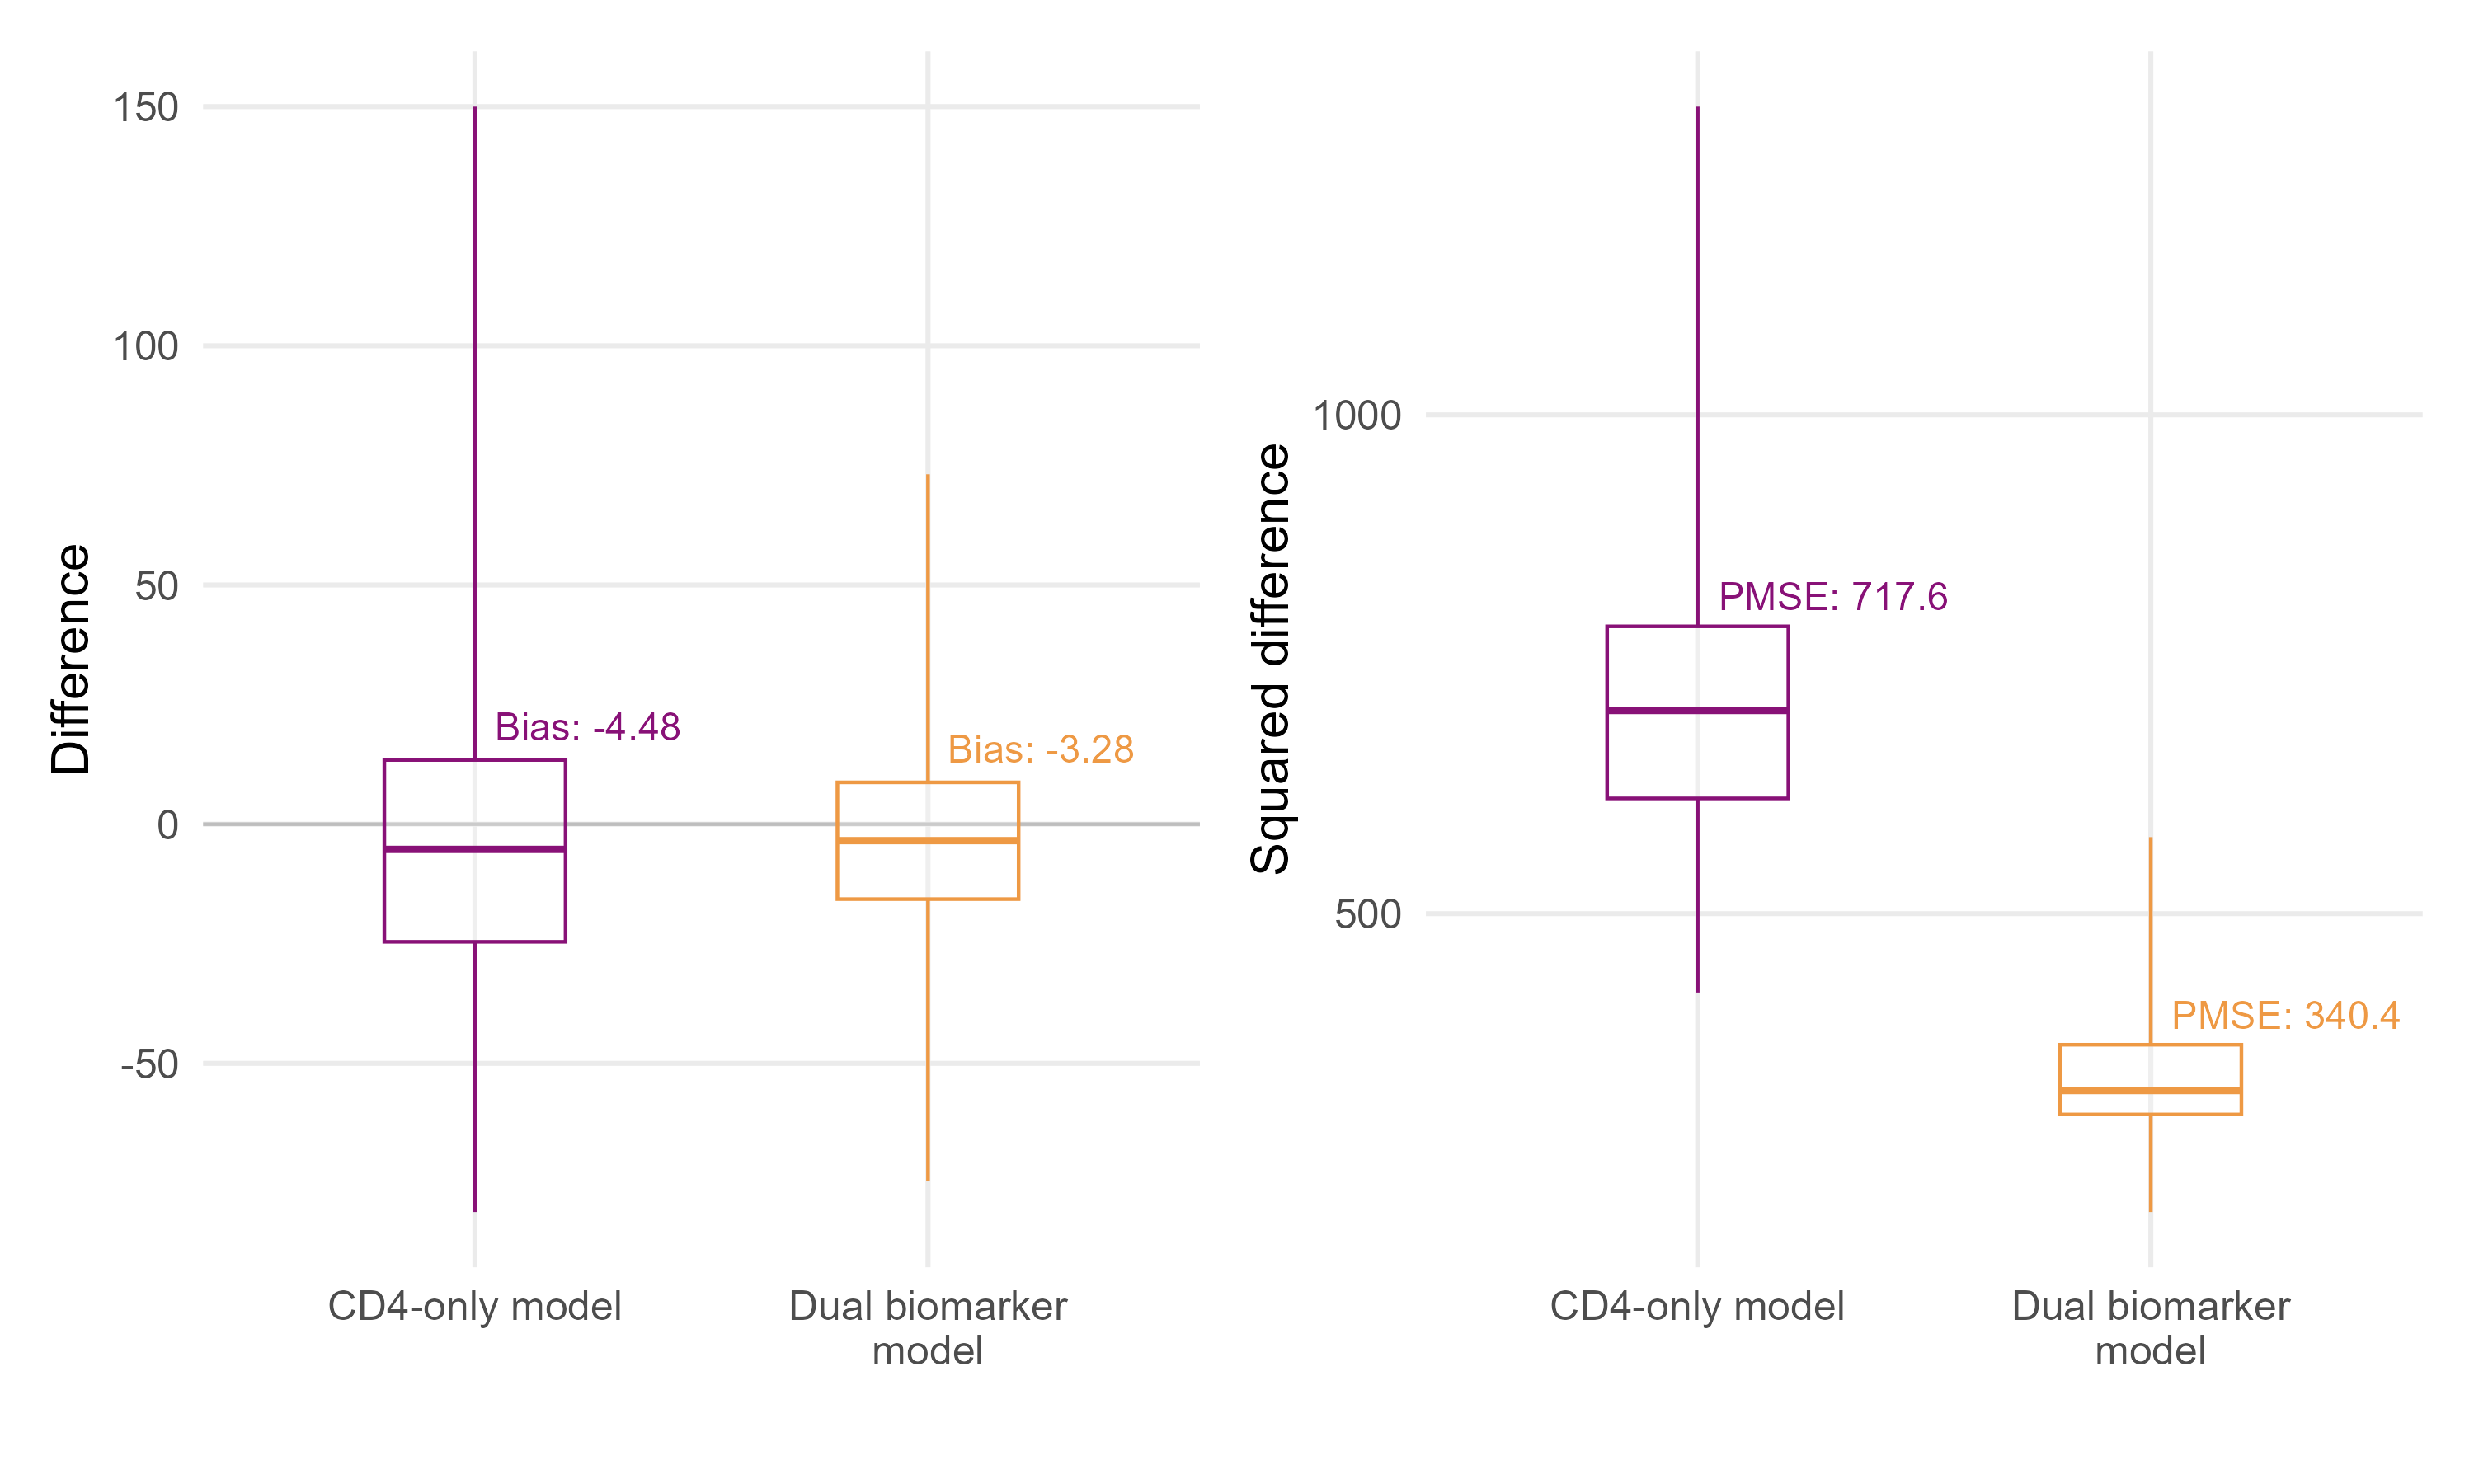 Difference
150
100
50
0
-50
Bias: -4.48
Bias: -3.28
CD4-only model
Dual biomarker
model
Squared difference
1000
500
PMSE: 717.6
PMSE: 340.4
CD4-only model
Dual biomarker
model